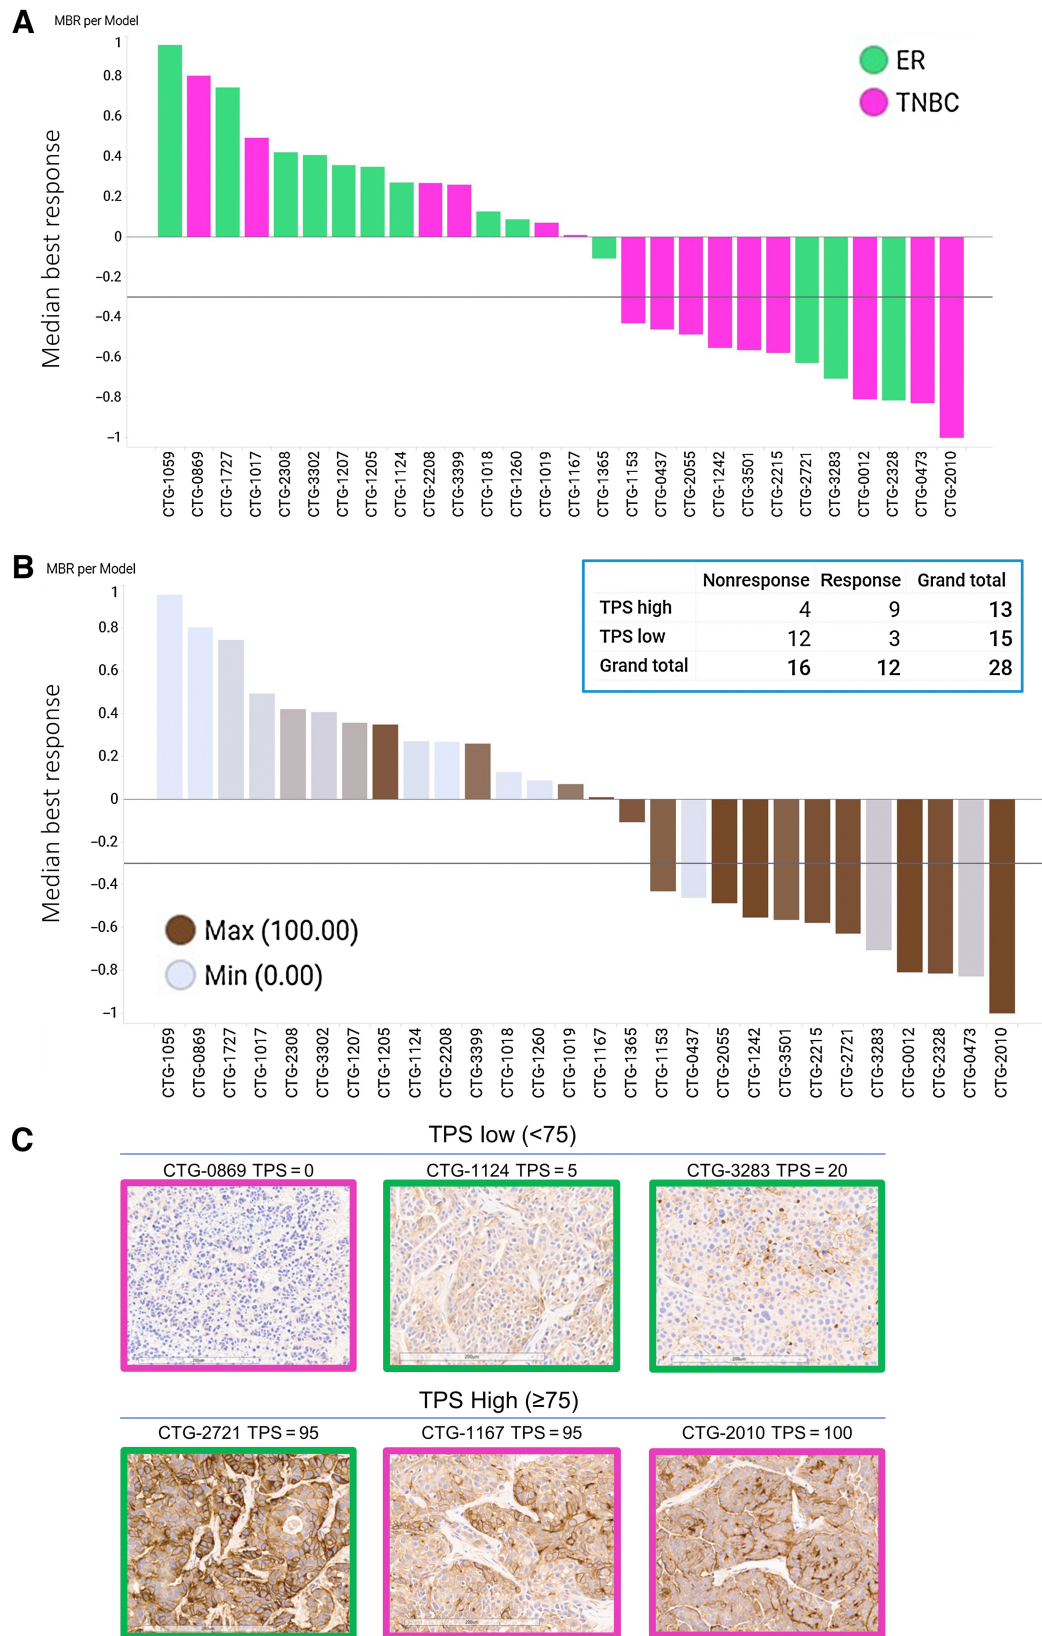 A
MBR per Model
ER
TNBC
Median best response
1
0.8
0.6
0.4
0.2
0
−0.2
−0.4
−0.6
−0.8
−1
CTG-1059
CTG-0869
CTG-1727
CTG-1017
CTG-2308
CTG-3302
CTG-1207
CTG-1205
CTG-1124
CTG-2208
CTG-3399
CTG-1018
CTG-1260
CTG-1019
CTG-1167
CTG-1365
CTG-1153
CTG-0437
CTG-2055
CTG-1242
CTG-3501
CTG-2215
CTG-2721
CTG-3283
CTG-0012
CTG-2328
CTG-0473
CTG-2010
B
MBR per Model
Nonresponse Response Grand total
TPS high 4 9 13
TPS low 12 3 15
Grand total 16 12 28
Median best response
1
0.8
0.6
0.4
0.2
0
−0.2
−0.4
−0.6
−0.8
−1
Max (100.00)
Min (0.00)
CTG-1059
CTG-0869
CTG-1727
CTG-1017
CTG-2308
CTG-3302
CTG-1207
CTG-1205
CTG-1124
CTG-2208
CTG-3399
CTG-1018
CTG-1260
CTG-1019
CTG-1167
CTG-1365
CTG-1153
CTG-0437
CTG-2055
CTG-1242
CTG-3501
CTG-2215
CTG-2721
CTG-3283
CTG-0012
CTG-2328
CTG-0473
CTG-2010
C
TPS low (<75)
CTG-0869 TPS = 0
CTG-1124 TPS = 5
CTG-3283 TPS = 20
TPS High (≥75)
CTG-2721 TPS = 95
CTG-1167 TPS = 95
CTG-2010 TPS = 100